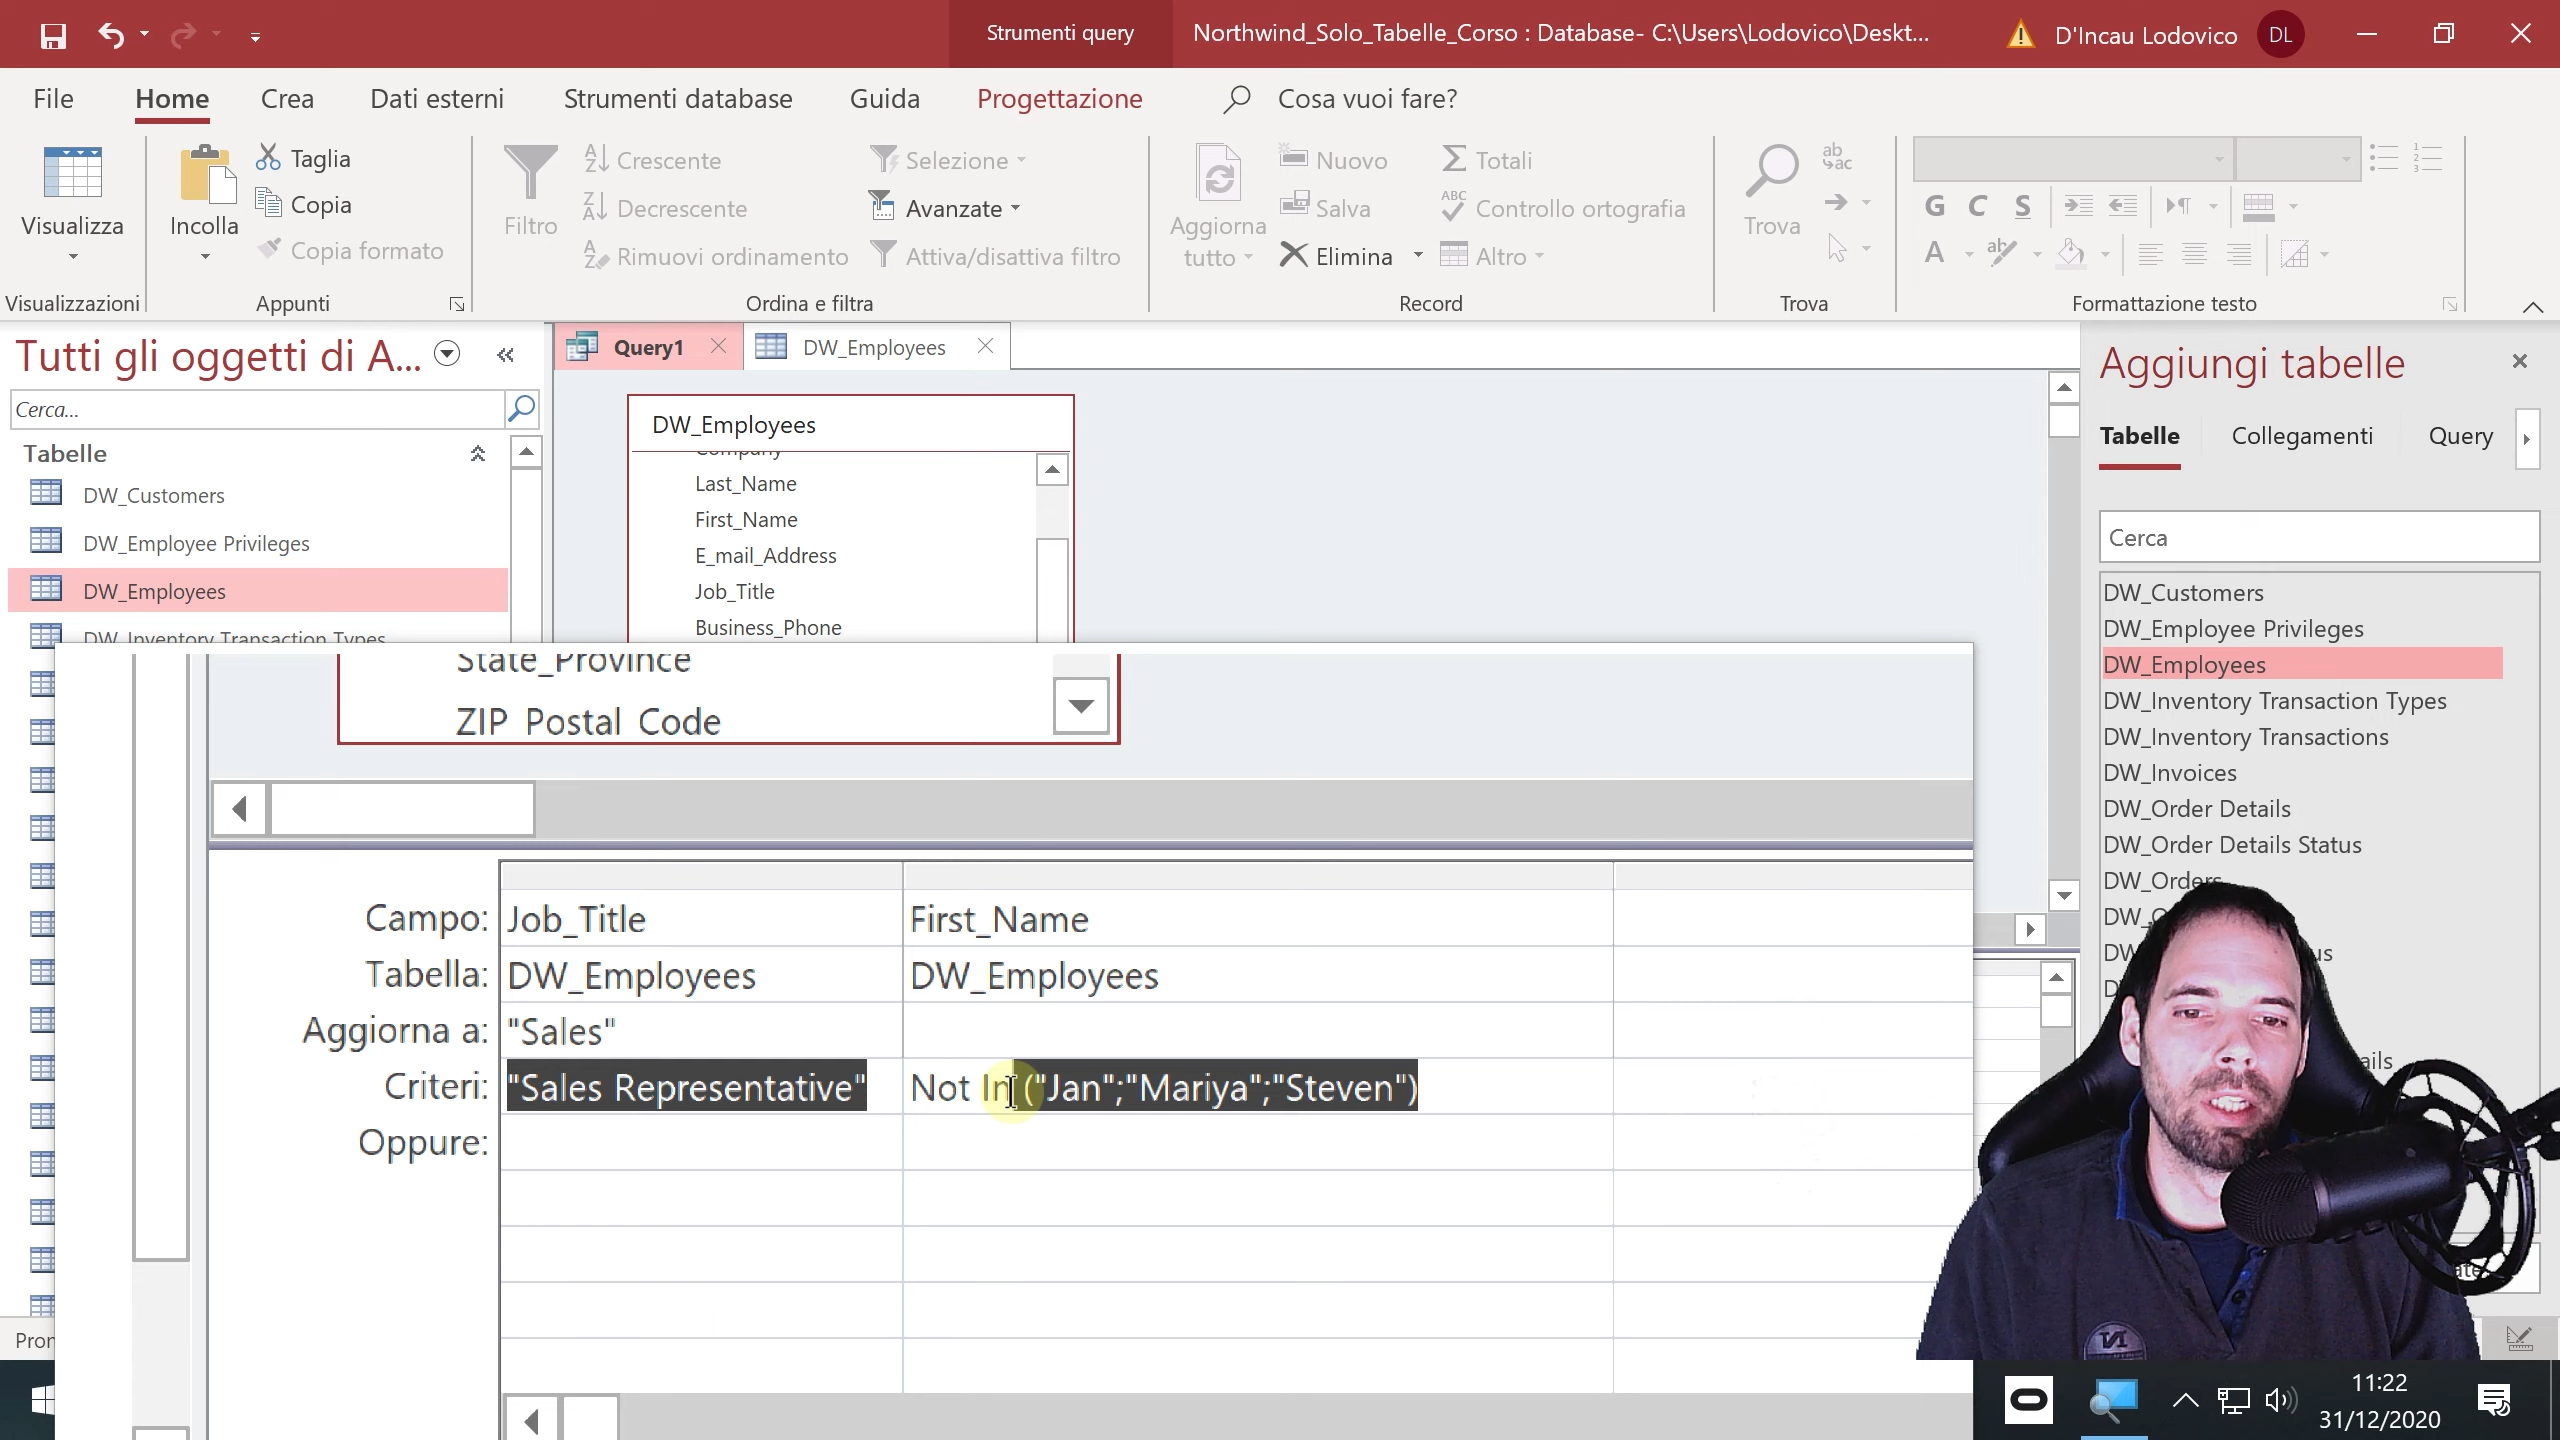 Strumenti query
Northwind_Solo_Tabelle_Corso : Database- C:\Users\Lodovico\Deskt...
D'Incau Lodovico
DL
File
Home
Crea
Dati esterni
Strumenti database
Guida
Progettazione
Cosa vuoi fare?
Visualizza
Visualizzazioni
Incolla
Taglia
Copia
Copia formato
Appunti
Filtro
Crescente
Decrescente
Rimuovi ordinamento
Selezione
Avanzate
Attiva/disattiva filtro
Ordina e filtra
Aggiorna
tutto
Nuovo
Salva
Elimina
Totali
Controllo ortografia
Altro
Record
Trova
Trova
G C S
Formattazione testo
Tutti gli oggetti di A...
Cerca...
Tabelle
DW_Customers
DW_Employee Privileges
DW_Employees
DW_Inventory Transaction Types
Query1
DW_Employees
DW_Employees
Company
Last_Name
First_Name
E_mail_Address
Job_Title
Business_Phone
State_Province
ZIP_Postal_Code
Campo: Job_Title First_Name
Tabella: DW_Employees DW_Employees
Aggiorna a: "Sales"
Criteri: "Sales Representative" Not In ("Jan";"Mariya";"Steven")
Oppure:
Aggiungi tabelle
Tabelle
Collegamenti
Query
Cerca
DW_Customers
DW_Employee Privileges
DW_Employees
DW_Inventory Transaction Types
DW_Inventory Transactions
DW_Invoices
DW_Order Details
DW_Order Details Status
DW_Orders
11:22
31/12/2020